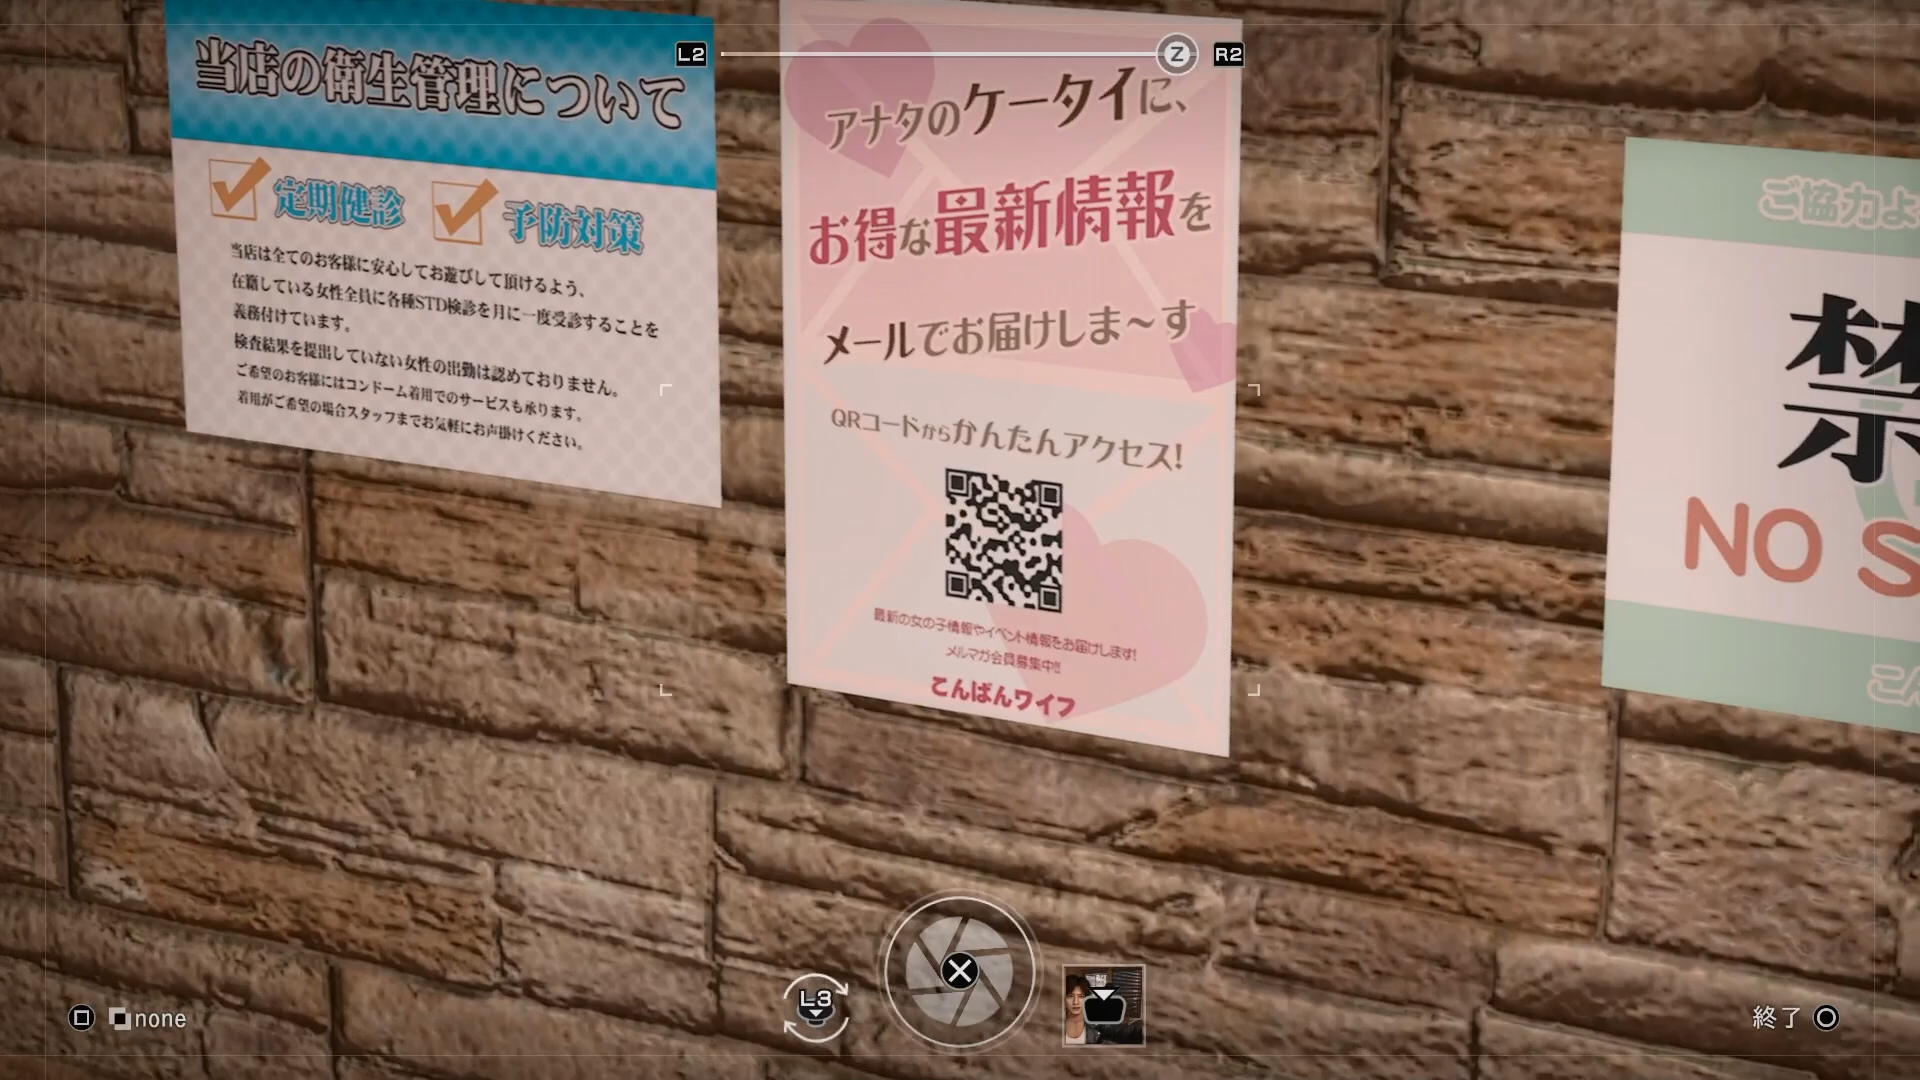 L2
Z
R2
当店の衛生管理について
定期健診
予防対策
当店は全てのお客様に安心してお遊びして頂けるよう、
在籍している女性全員に各種STD検診を月に一度受診することを
義務付けています。
検査結果を提出していない女性の出勤は認めておりません。
ご希望のお客様にはコンドーム着用でのサービスも承ります。
着用がご希望の場合スタッフまでお気軽にお声掛けください。
アナタのケータイに、
お得な最新情報を
メールでお届けしま〜す
QRコードからかんたんアクセス!
最新の女の子情報やイベント情報をお届けします!
メルマガ会員募集中!!
こんばんワイフ
ご協力よ
禁
NO S
こん
none
L3
終了